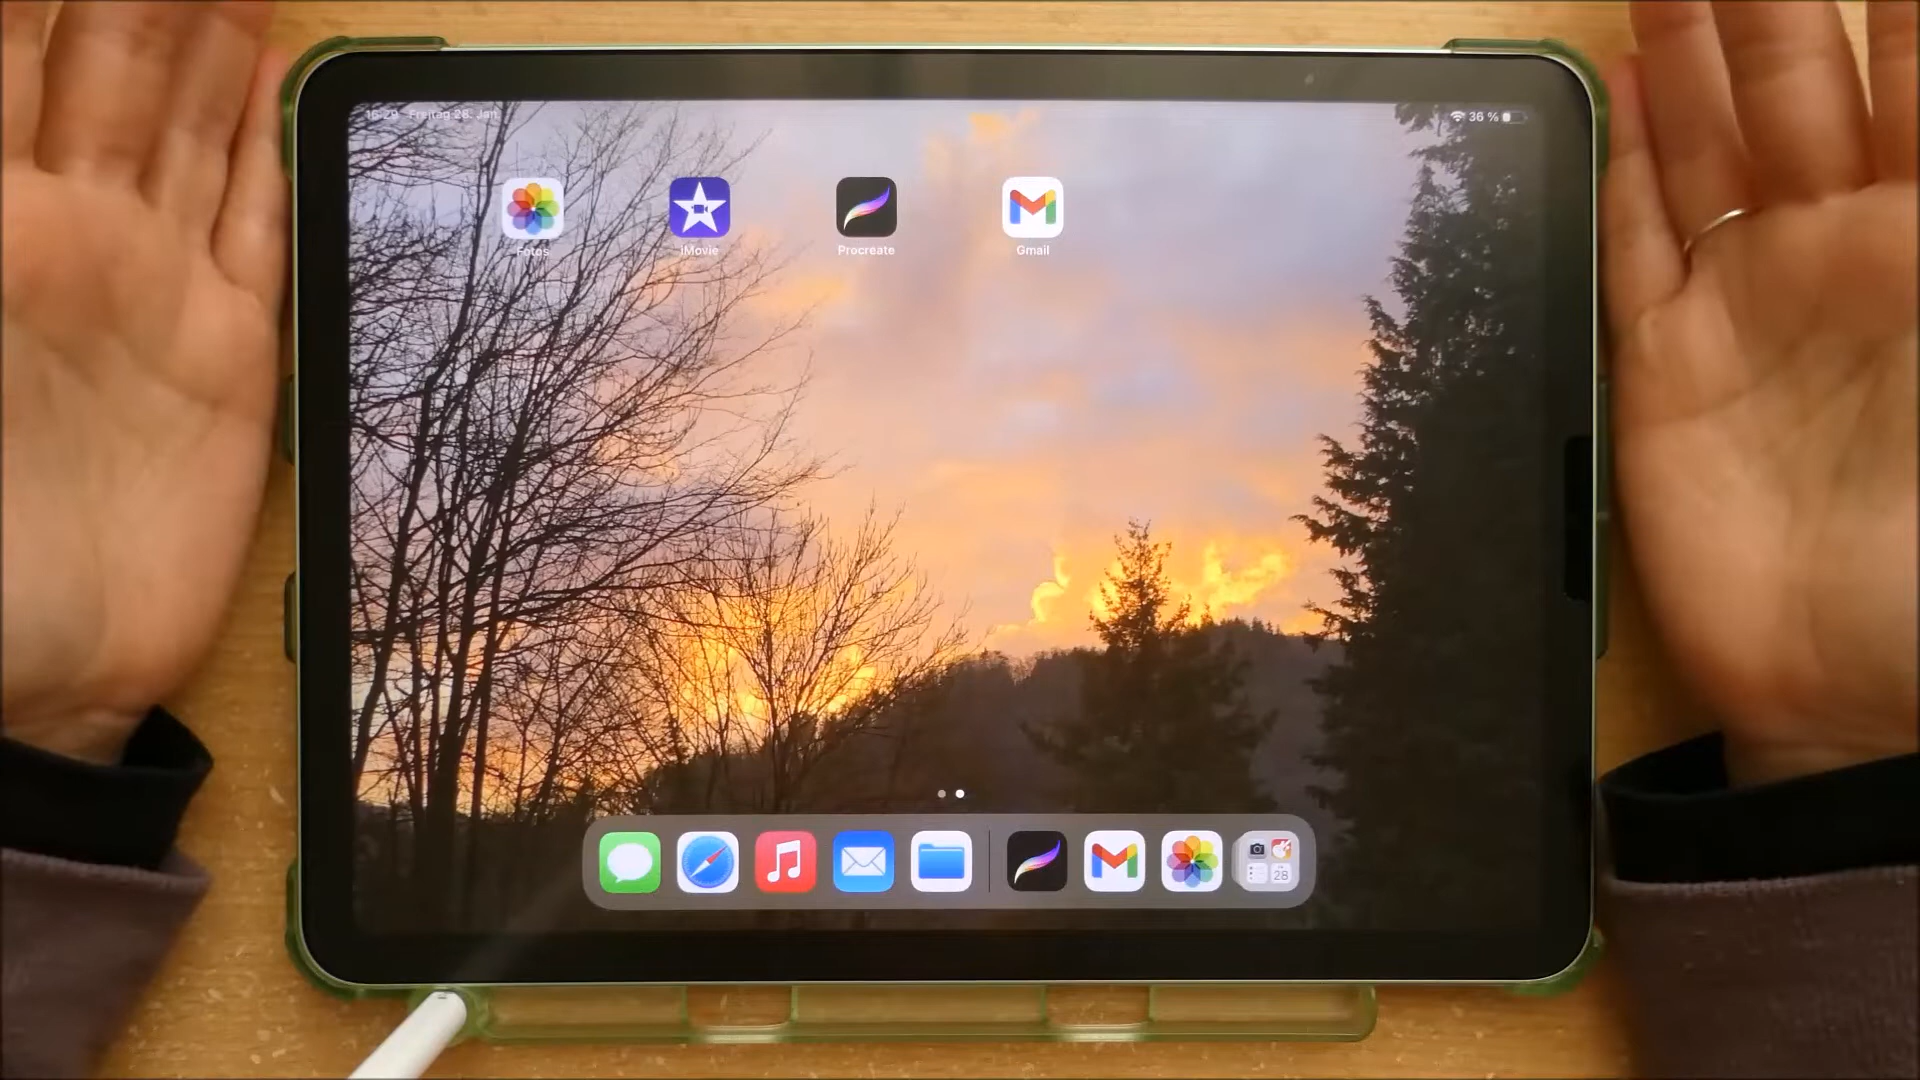 16:29 Freitag 28. Jan.
36 %
Fotos
iMovie
Procreate
Gmail
28